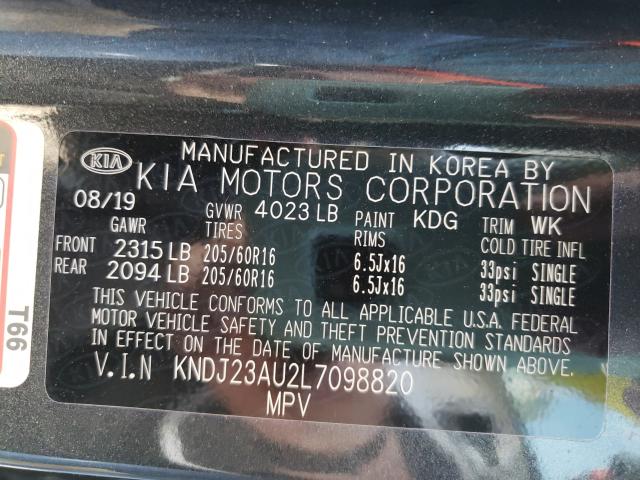 KIA
MANUFACTURED IN KOREA BY
KIA MOTORS CORPORATION
08/19 GVWR 4023 LB PAINT KDG TRIM WK
GAWR TIRES RIMS COLD TIRE INFL
FRONT 2315 LB 205/60R16 6.5Jx16 33psi SINGLE
REAR 2094 LB 205/60R16 6.5Jx16 33psi SINGLE
THIS VEHICLE CONFORMS TO ALL APPLICABLE U.S.A. FEDERAL
MOTOR VEHICLE SAFETY AND THEFT PREVENTION STANDARDS
IN EFFECT ON THE DATE OF MANUFACTURE SHOWN ABOVE.
V.I.N KNDJ23AU2L7098820
MPV
T66